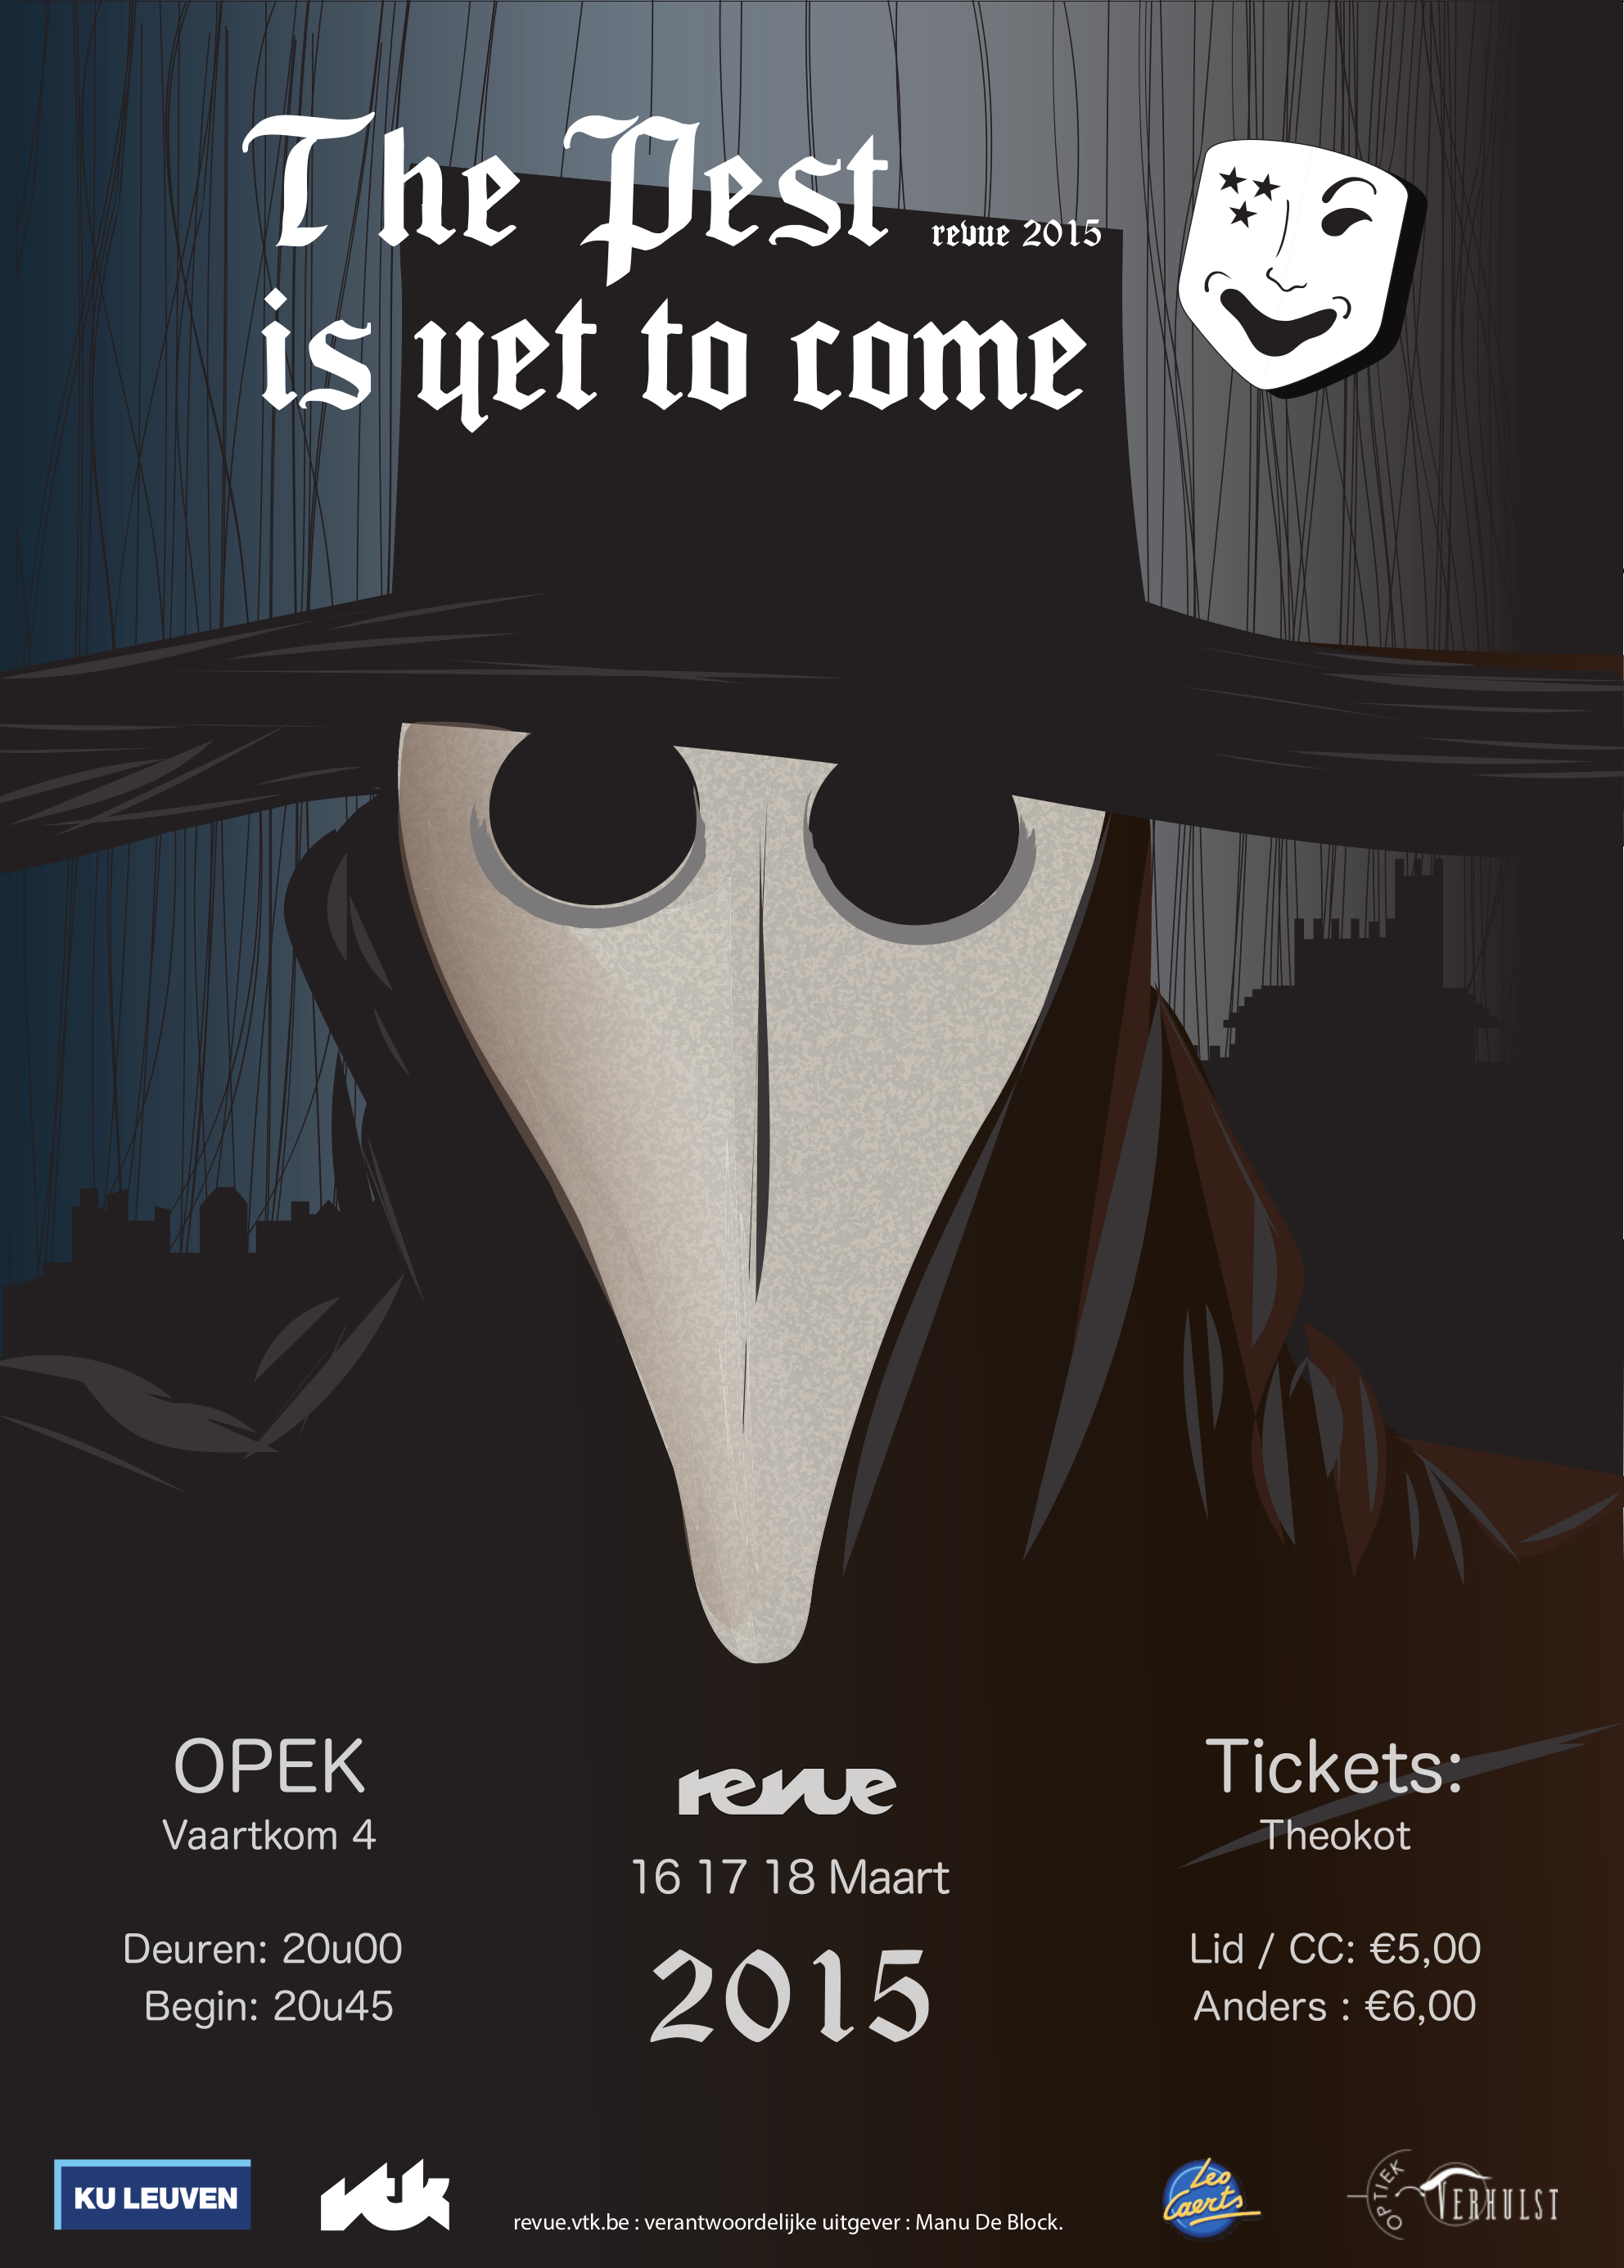 The Pest
revue 2015
is yet to come
OPEK
Vaartkom 4
Deuren: 20u00
Begin: 20u45
revue
16 17 18 Maart
2015
Tickets:
Theokot
Lid / CC: €5,00
Anders : €6,00
KU LEUVEN
vtk
revue.vtk.be : verantwoordelijke uitgever : Manu De Block.
Leo
Caerts
OPTIEK
VERHULST